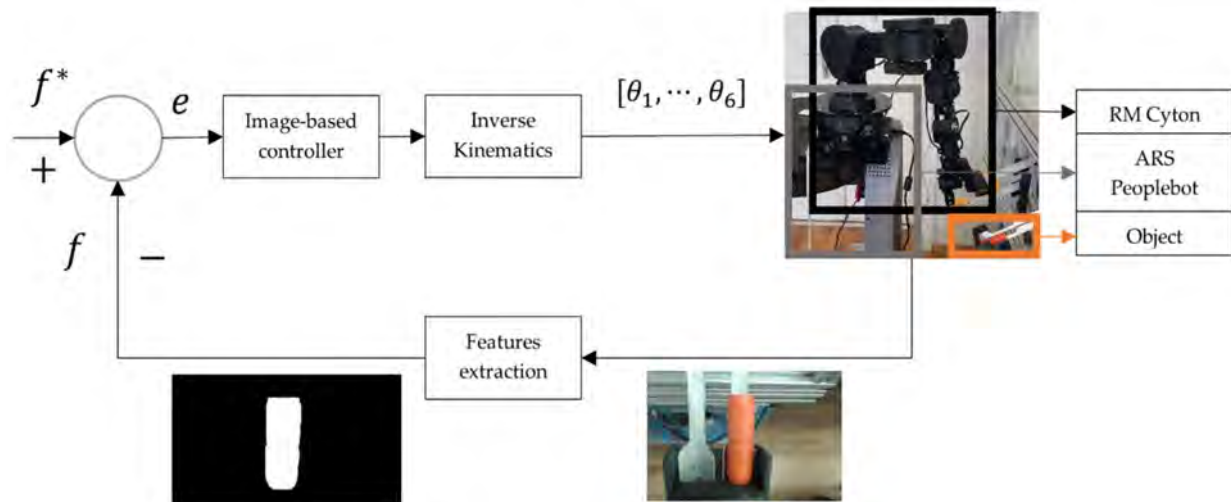 f*
+
e
Image-based
controller
Inverse
Kinematics
[θ₁, ⋯, θ₆]
RM Cyton
ARS
Peoplebot
Object
f
−
Features
extraction